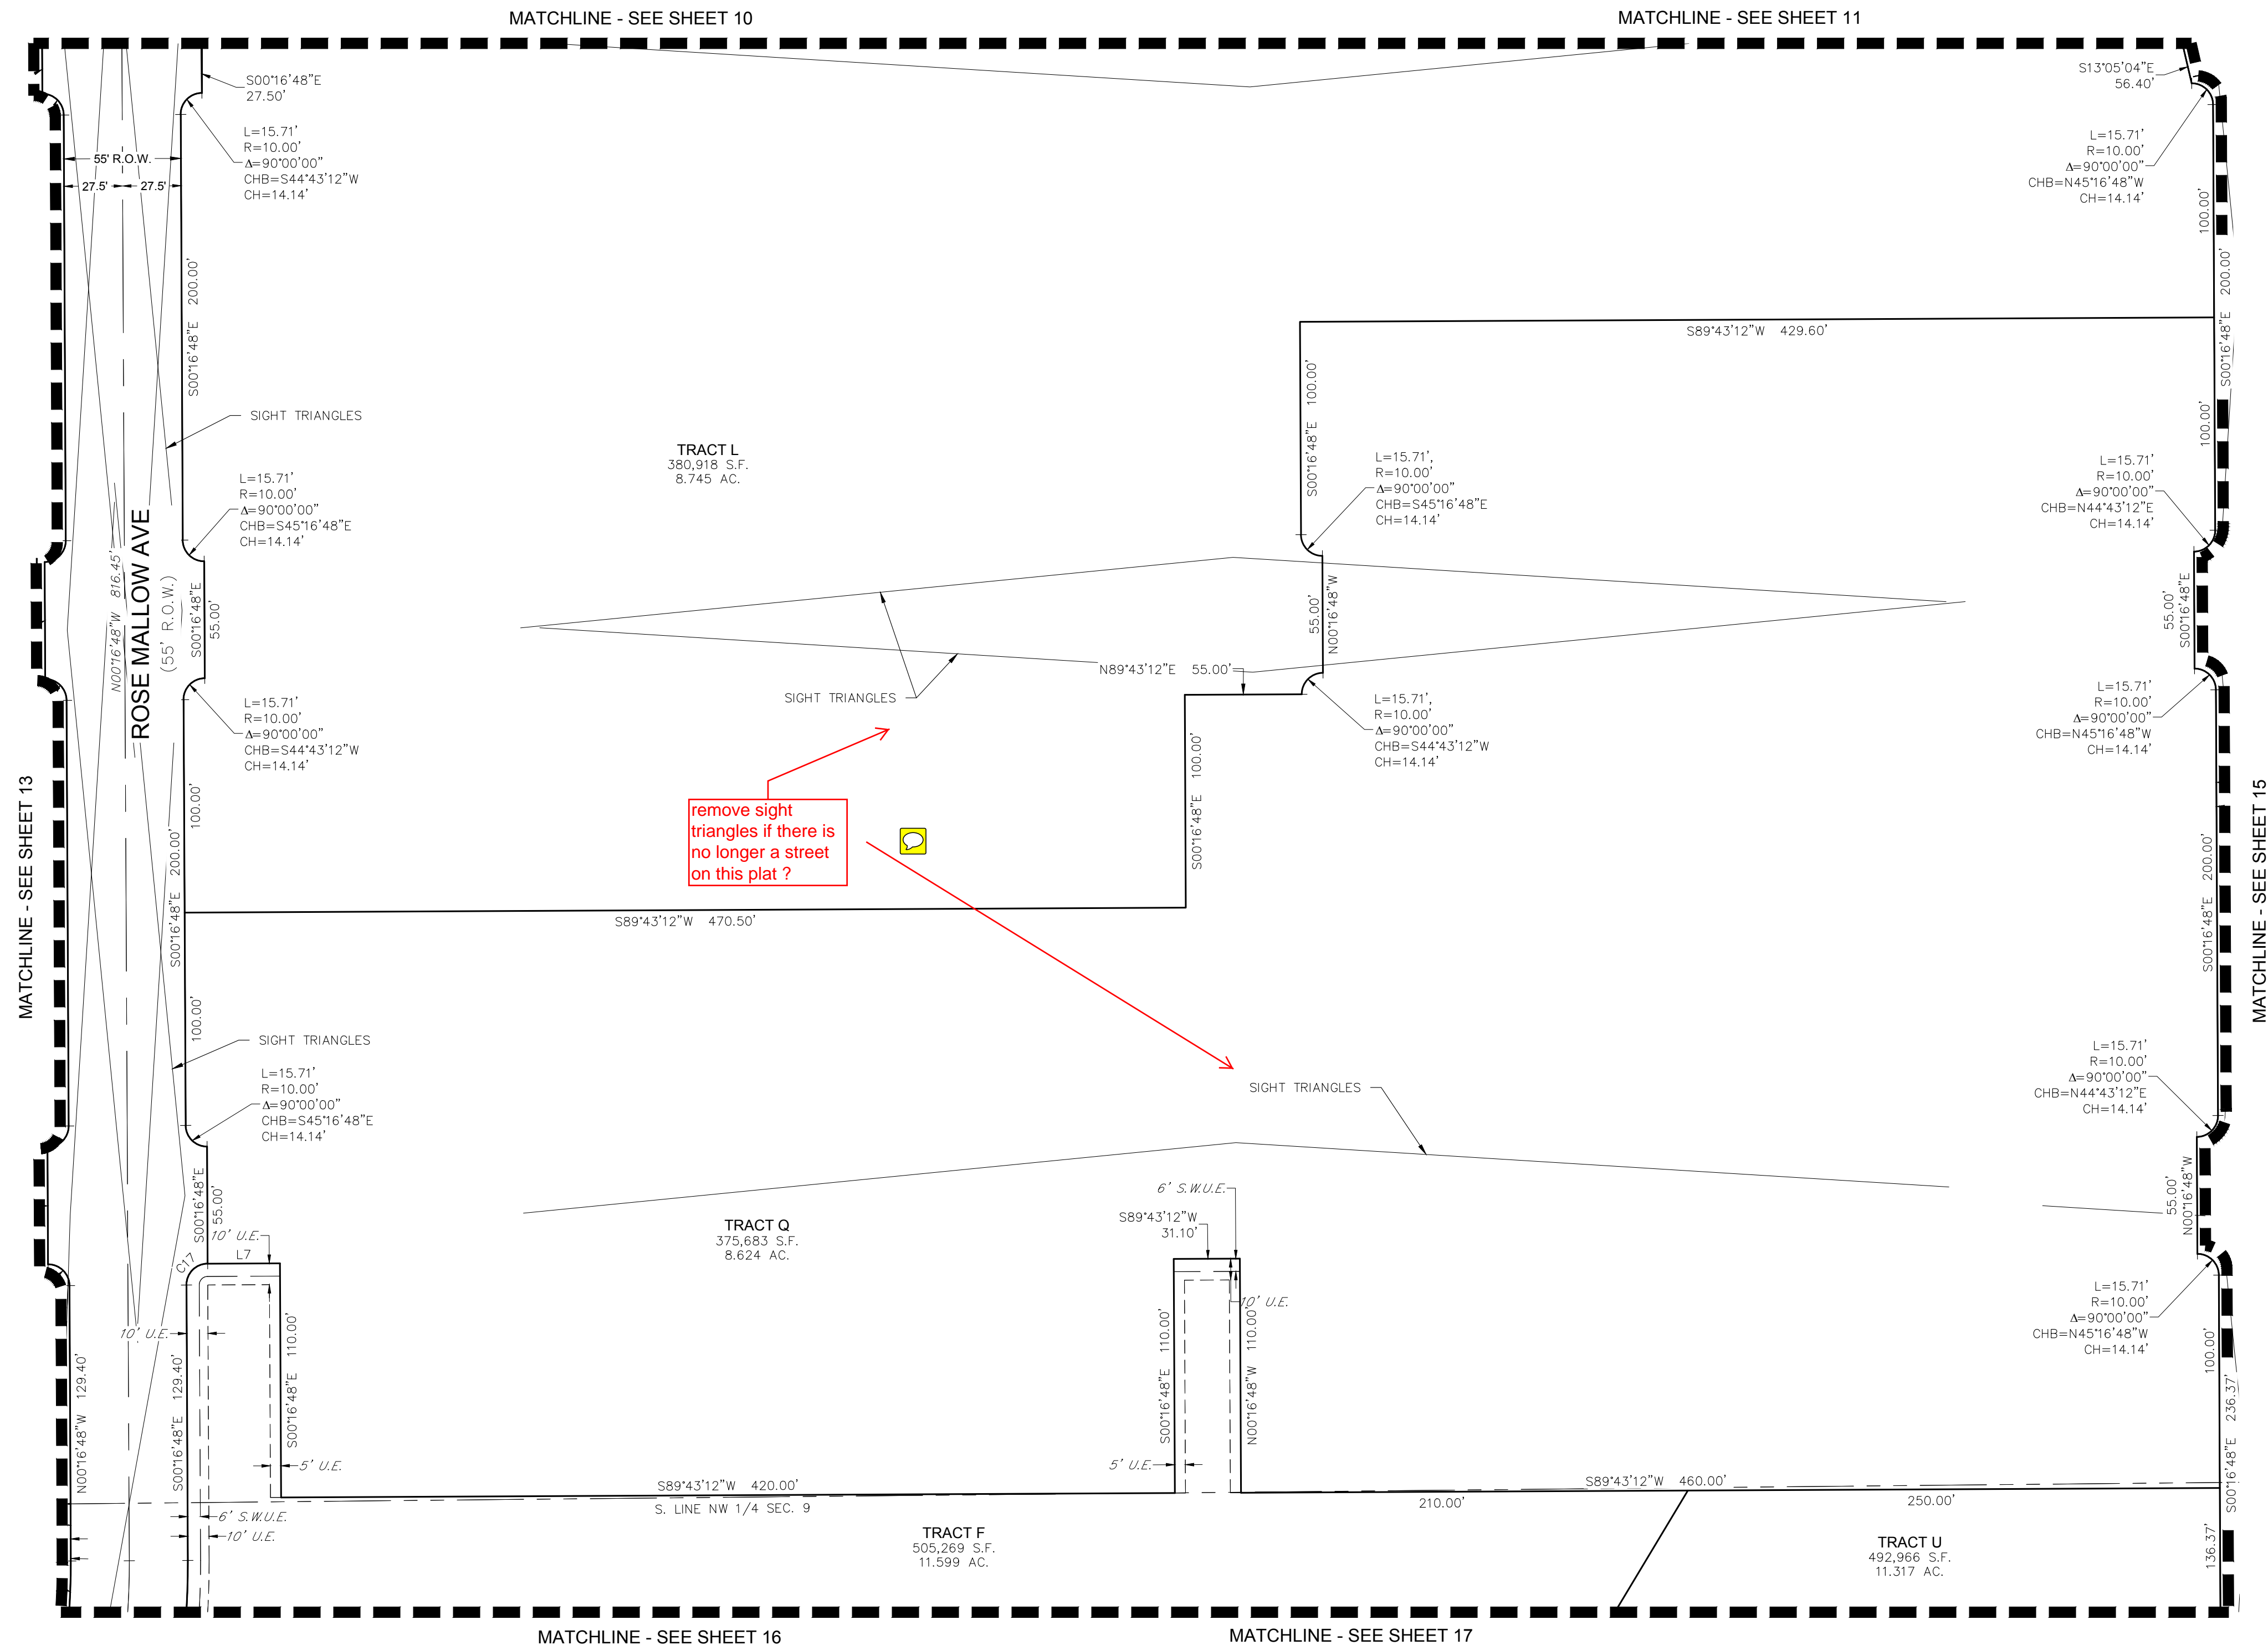 MATCHLINE - SEE SHEET 10
MATCHLINE - SEE SHEET 11
S00°16'48"E
27.50'
L=15.71'
R=10.00'
Δ=90°00'00"
CHB=S44°43'12"W
CH=14.14'
55' R.O.W.
27.5'
27.5'
S00°16'48"E 200.00'
SIGHT TRIANGLES
S13°05'04"E
56.40'
L=15.71'
R=10.00'
Δ=90°00'00"
CHB=N45°16'48"W
CH=14.14'
100.00'
S00°16'48"E 200.00'
100.00'
S89°43'12"W 429.60'
S00°16'48"E 100.00'
TRACT L
380,918 S.F.
8.745 AC.
L=15.71'
R=10.00'
Δ=90°00'00"
CHB=S45°16'48"E
CH=14.14'
L=15.71',
R=10.00'
Δ=90°00'00"
CHB=S45°16'48"E
CH=14.14'
L=15.71'
R=10.00'
Δ=90°00'00"
CHB=N44°43'12"E
CH=14.14'
N00°16'48"W 816.45'
ROSE MALLOW AVE
(55' R.O.W.)
S00°16'48"E
55.00'
55.00'
N00°16'48"W
55.00'
S00°16'48"E
N89°43'12"E 55.00'
SIGHT TRIANGLES
L=15.71'
R=10.00'
Δ=90°00'00"
CHB=S44°43'12"W
CH=14.14'
L=15.71',
R=10.00'
Δ=90°00'00"
CHB=S44°43'12"W
CH=14.14'
L=15.71'
R=10.00'
Δ=90°00'00"
CHB=N45°16'48"W
CH=14.14'
MATCHLINE - SEE SHEET 13
MATCHLINE - SEE SHEET 15
100.00'
S00°16'48"E 200.00'
100.00'
remove sight
triangles if there is
no longer a street
on this plat ?
S00°16'48"E 100.00'
S00°16'48"E 200.00'
S89°43'12"W 470.50'
SIGHT TRIANGLES
L=15.71'
R=10.00'
Δ=90°00'00"
CHB=S45°16'48"E
CH=14.14'
SIGHT TRIANGLES
L=15.71'
R=10.00'
Δ=90°00'00"
CHB=N44°43'12"E
CH=14.14'
S00°16'48"E
55.00'
10' U.E.
L7
C17
TRACT Q
375,683 S.F.
8.624 AC.
6' S.W.U.E.
S89°43'12"W
31.10'
10' U.E.
55.00'
N00°16'48"W
L=15.71'
R=10.00'
Δ=90°00'00"
CHB=N45°16'48"W
CH=14.14'
10' U.E.
N00°16'48"W 129.40'
S00°16'48"E 129.40'
S00°16'48"E 110.00'
5' U.E.
S00°16'48"E 110.00'
N00°16'48"W 110.00'
5' U.E.
100.00'
S00°16'48"E 236.37'
136.37'
S89°43'12"W 420.00'
S. LINE NW 1/4 SEC. 9
S89°43'12"W 460.00'
210.00'
250.00'
6' S.W.U.E.
10' U.E.
TRACT F
505,269 S.F.
11.599 AC.
TRACT U
492,966 S.F.
11.317 AC.
MATCHLINE - SEE SHEET 16
MATCHLINE - SEE SHEET 17